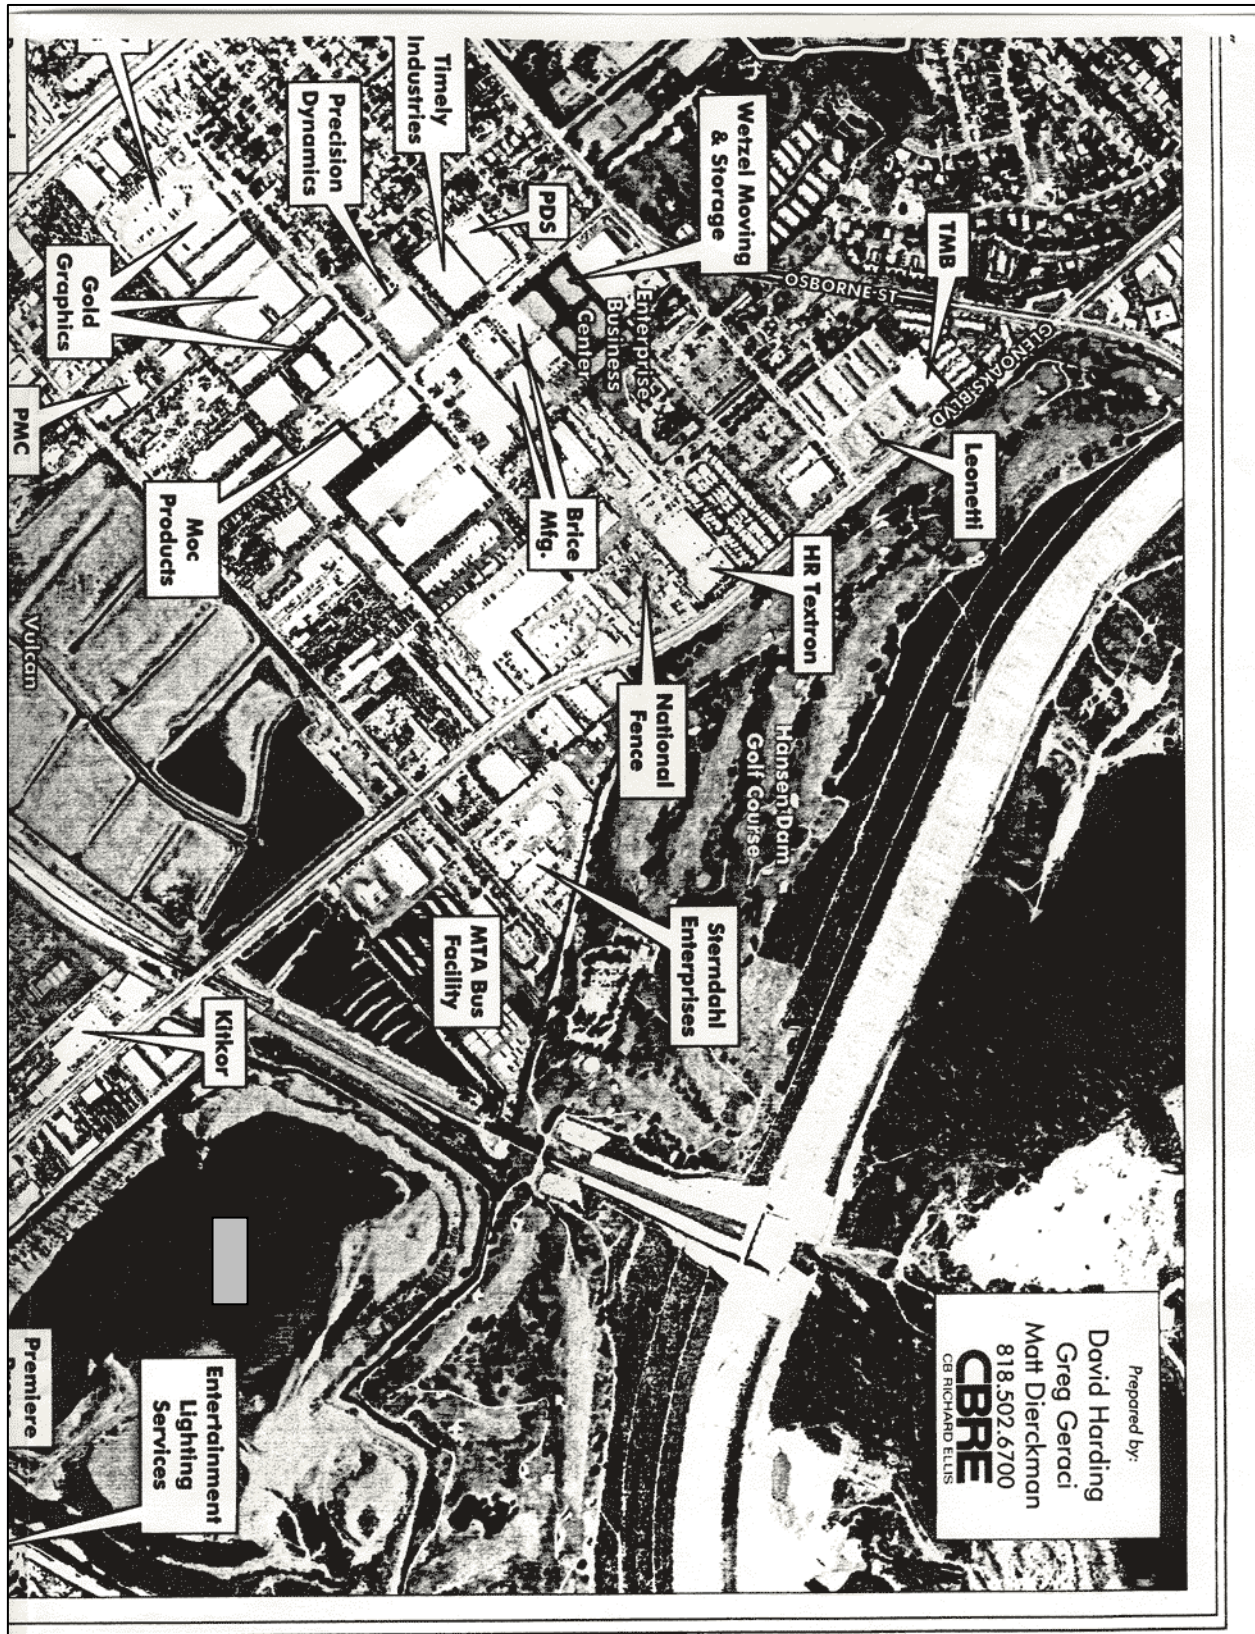 Timely
Industries
Precision
Dynamics
PDS
Wetzel Moving
& Storage
TMB
OSBORNE ST
GLENOAKS BLVD
Enterprise
Business
Center
Gold
Graphics
PMC
Moc
Products
Brice
Mfg.
Leonetti
HR Textron
National
Fence
Hansen Dam
Golf Course
Vulcan
Sterndahl
Enterprises
MTA Bus
Facility
Kitkor
Premiere
Entertainment
Lighting
Services
Prepared by:
David Harding
Greg Geraci
Matt Dierckman
818.502.6700
CBRE
CB RICHARD ELLIS